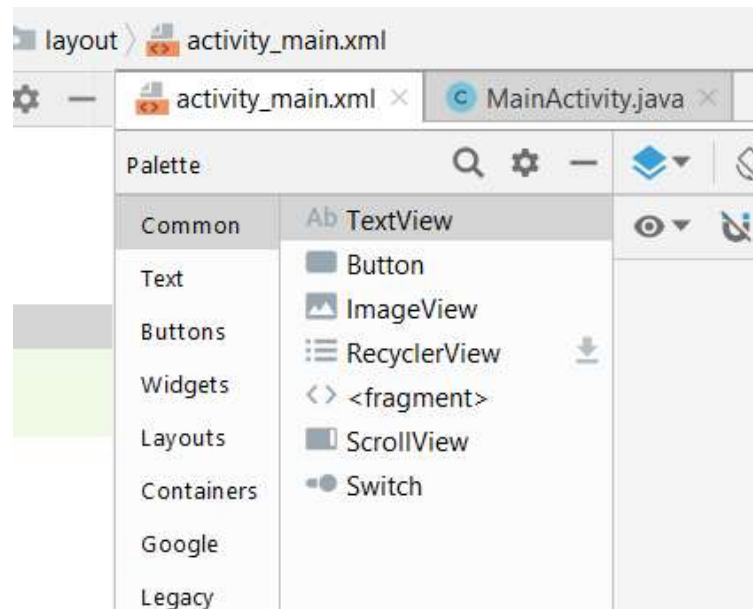 layout activity_main.xml
activity_main.xml C MainActivity.java
Palette
Common
Text
Buttons
Widgets
Layouts
Containers
Google
Legacy
Ab TextView
Button
ImageView
RecyclerView
<> <fragment>
ScrollView
Switch